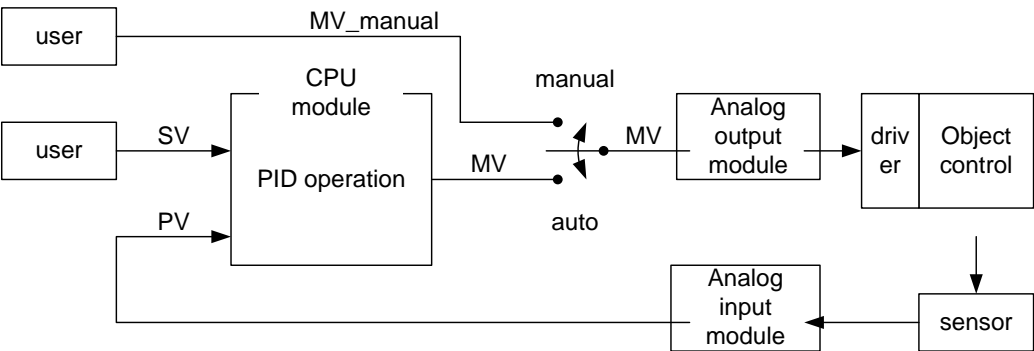 user
MV_manual
manual
CPU
module
Analog
output
module
driv
er
Object
control
user
SV
MV
PID operation
MV
PV
auto
Analog
input
module
sensor